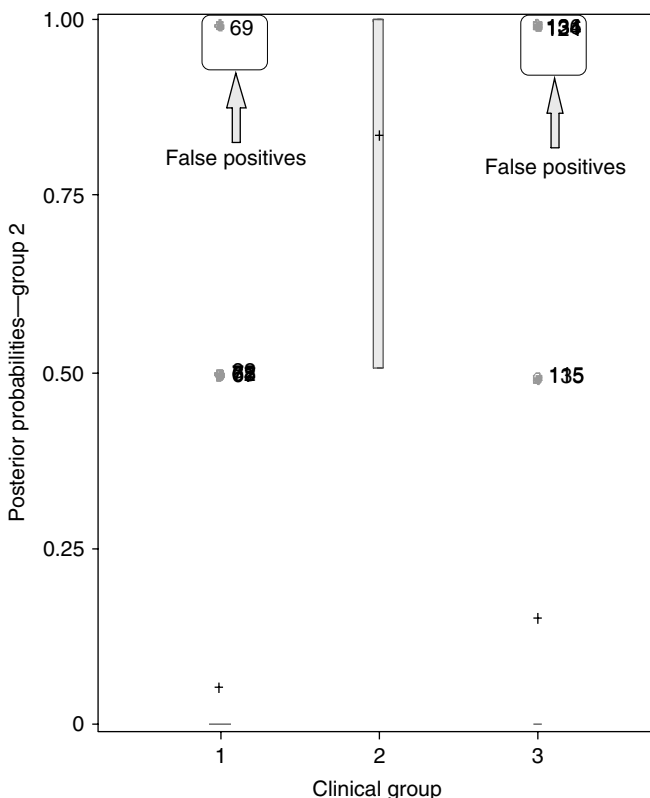 1.00
69
False positives
False positives
0.75
Posterior probabilities—group 2
0.50
0.25
0
1
2
3
Clinical group